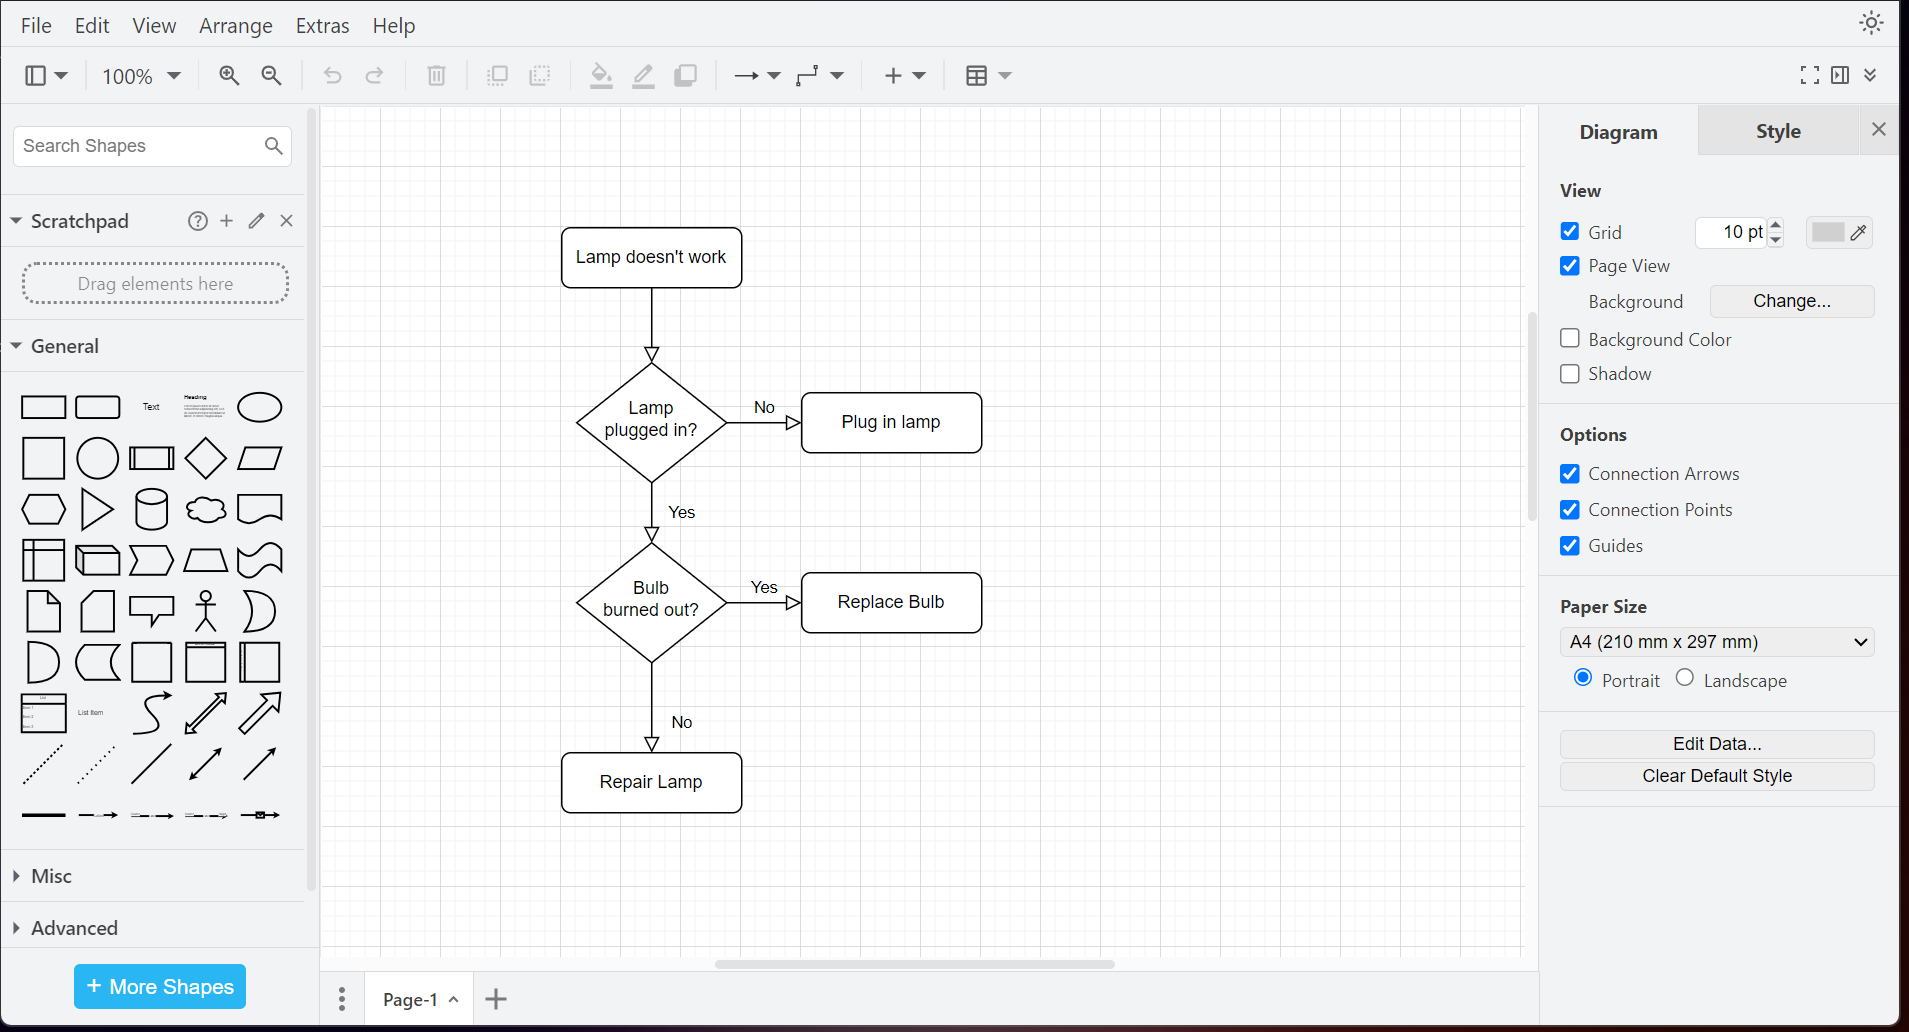 File Edit View Arrange Extras Help
100%
Search Shapes
Scratchpad
Drag elements here
General
Text
Heading
List Item
Misc
Advanced
+ More Shapes
Lamp doesn't work
Lamp
plugged in?
No
Plug in lamp
Yes
Bulb
burned out?
Yes
Replace Bulb
No
Repair Lamp
Page-1
Diagram
Style
View
Grid
10 pt
Page View
Background
Change...
Background Color
Shadow
Options
Connection Arrows
Connection Points
Guides
Paper Size
A4 (210 mm x 297 mm)
Portrait
Landscape
Edit Data...
Clear Default Style